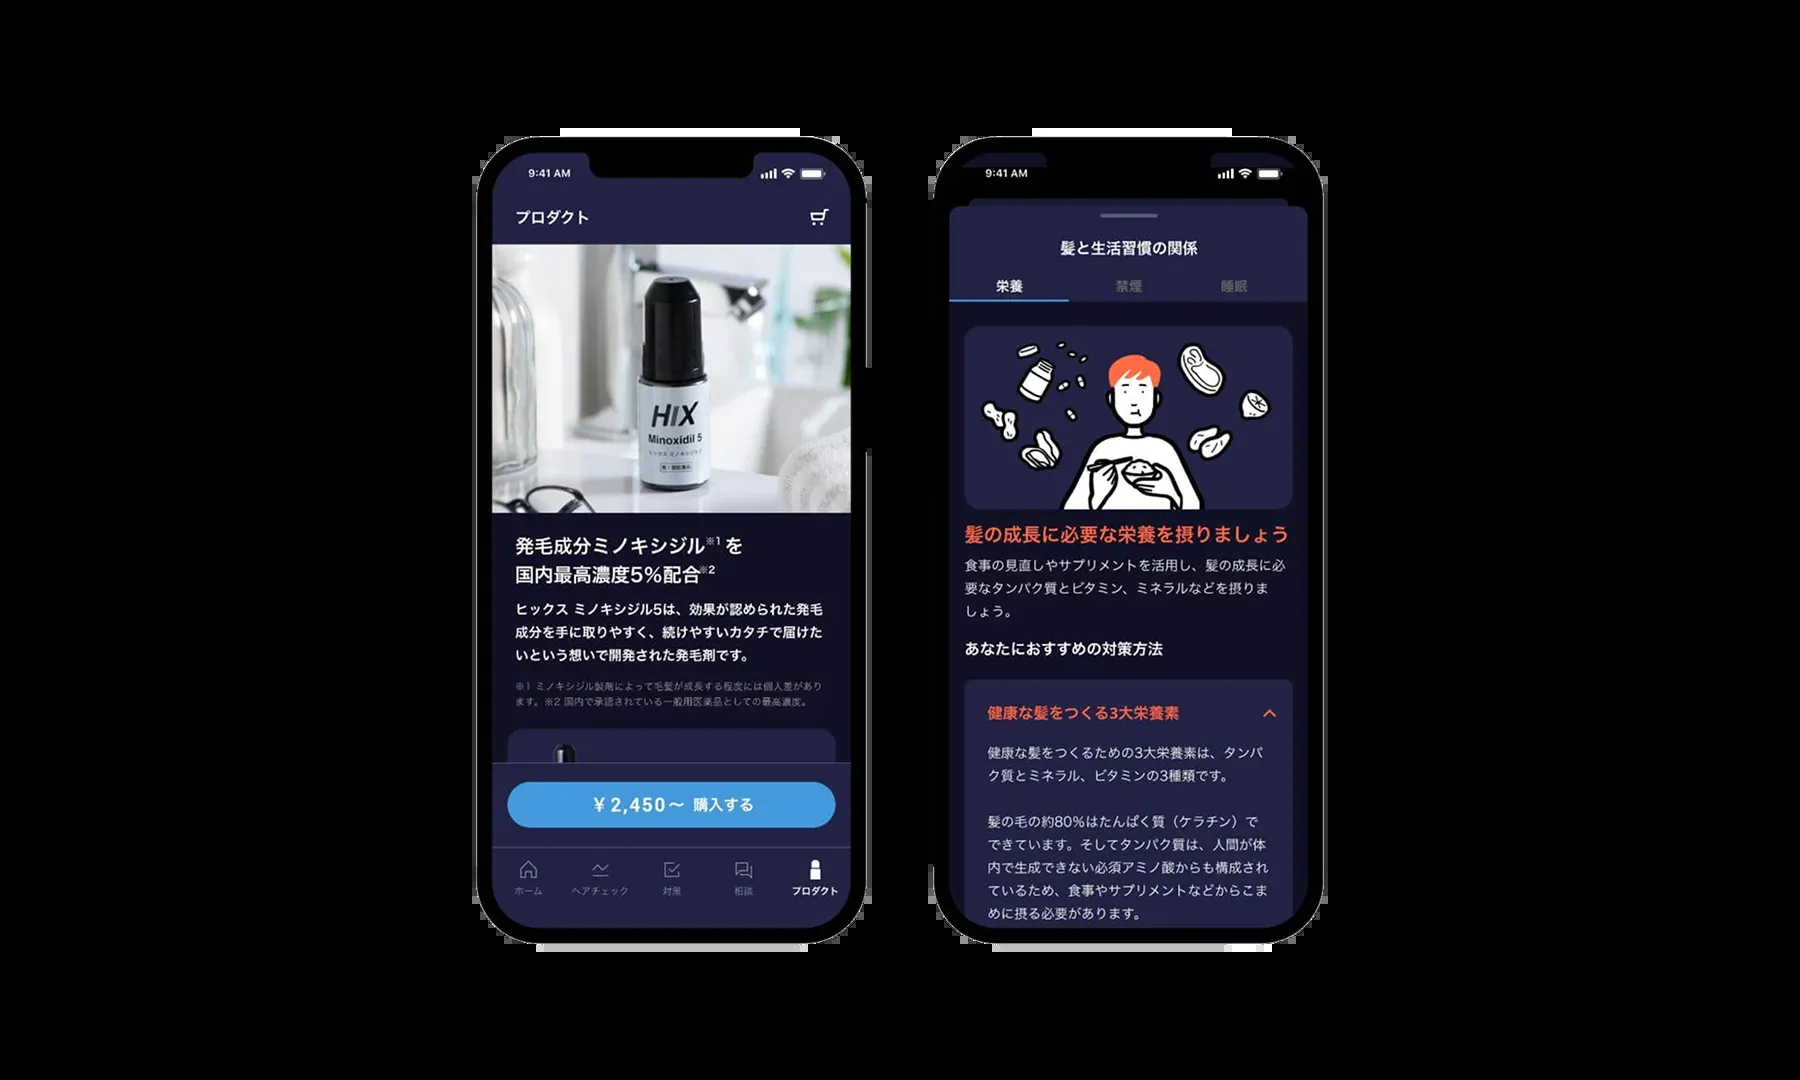 9:41 AM
プロダクト
HIX
Minoxidil 5
ヒックス ミノキシジル5
第1類医薬品
発毛成分ミノキシジル※1を
国内最高濃度5%配合※2
ヒックス ミノキシジル5は、効果が認められた発毛
成分を手に取りやすく、続けやすいカタチで届けた
いという想いで開発された発毛剤です。
※1 ミノキシジル製剤によって毛髪が成長する程度には個人差があり
ます。※2 国内で承認されている一般用医薬品としての最高濃度。
¥2,450〜 購入する
ホーム
ヘアチェック
対策
相談
プロダクト
9:41 AM
髪と生活習慣の関係
栄養
禁煙
睡眠
髪の成長に必要な栄養を摂りましょう
食事の見直しやサプリメントを活用し、髪の成長に必
要なタンパク質とビタミン、ミネラルなどを摂りま
しょう。
あなたにおすすめの対策方法
健康な髪をつくる3大栄養素
健康な髪をつくるための3大栄養素は、タンパ
ク質とミネラル、ビタミンの3種類です。
髪の毛の約80%はたんぱく質（ケラチン）で
できています。そしてタンパク質は、人間が体
内で生成できない必須アミノ酸からも構成され
ているため、食事やサプリメントなどからこま
めに摂る必要があります。